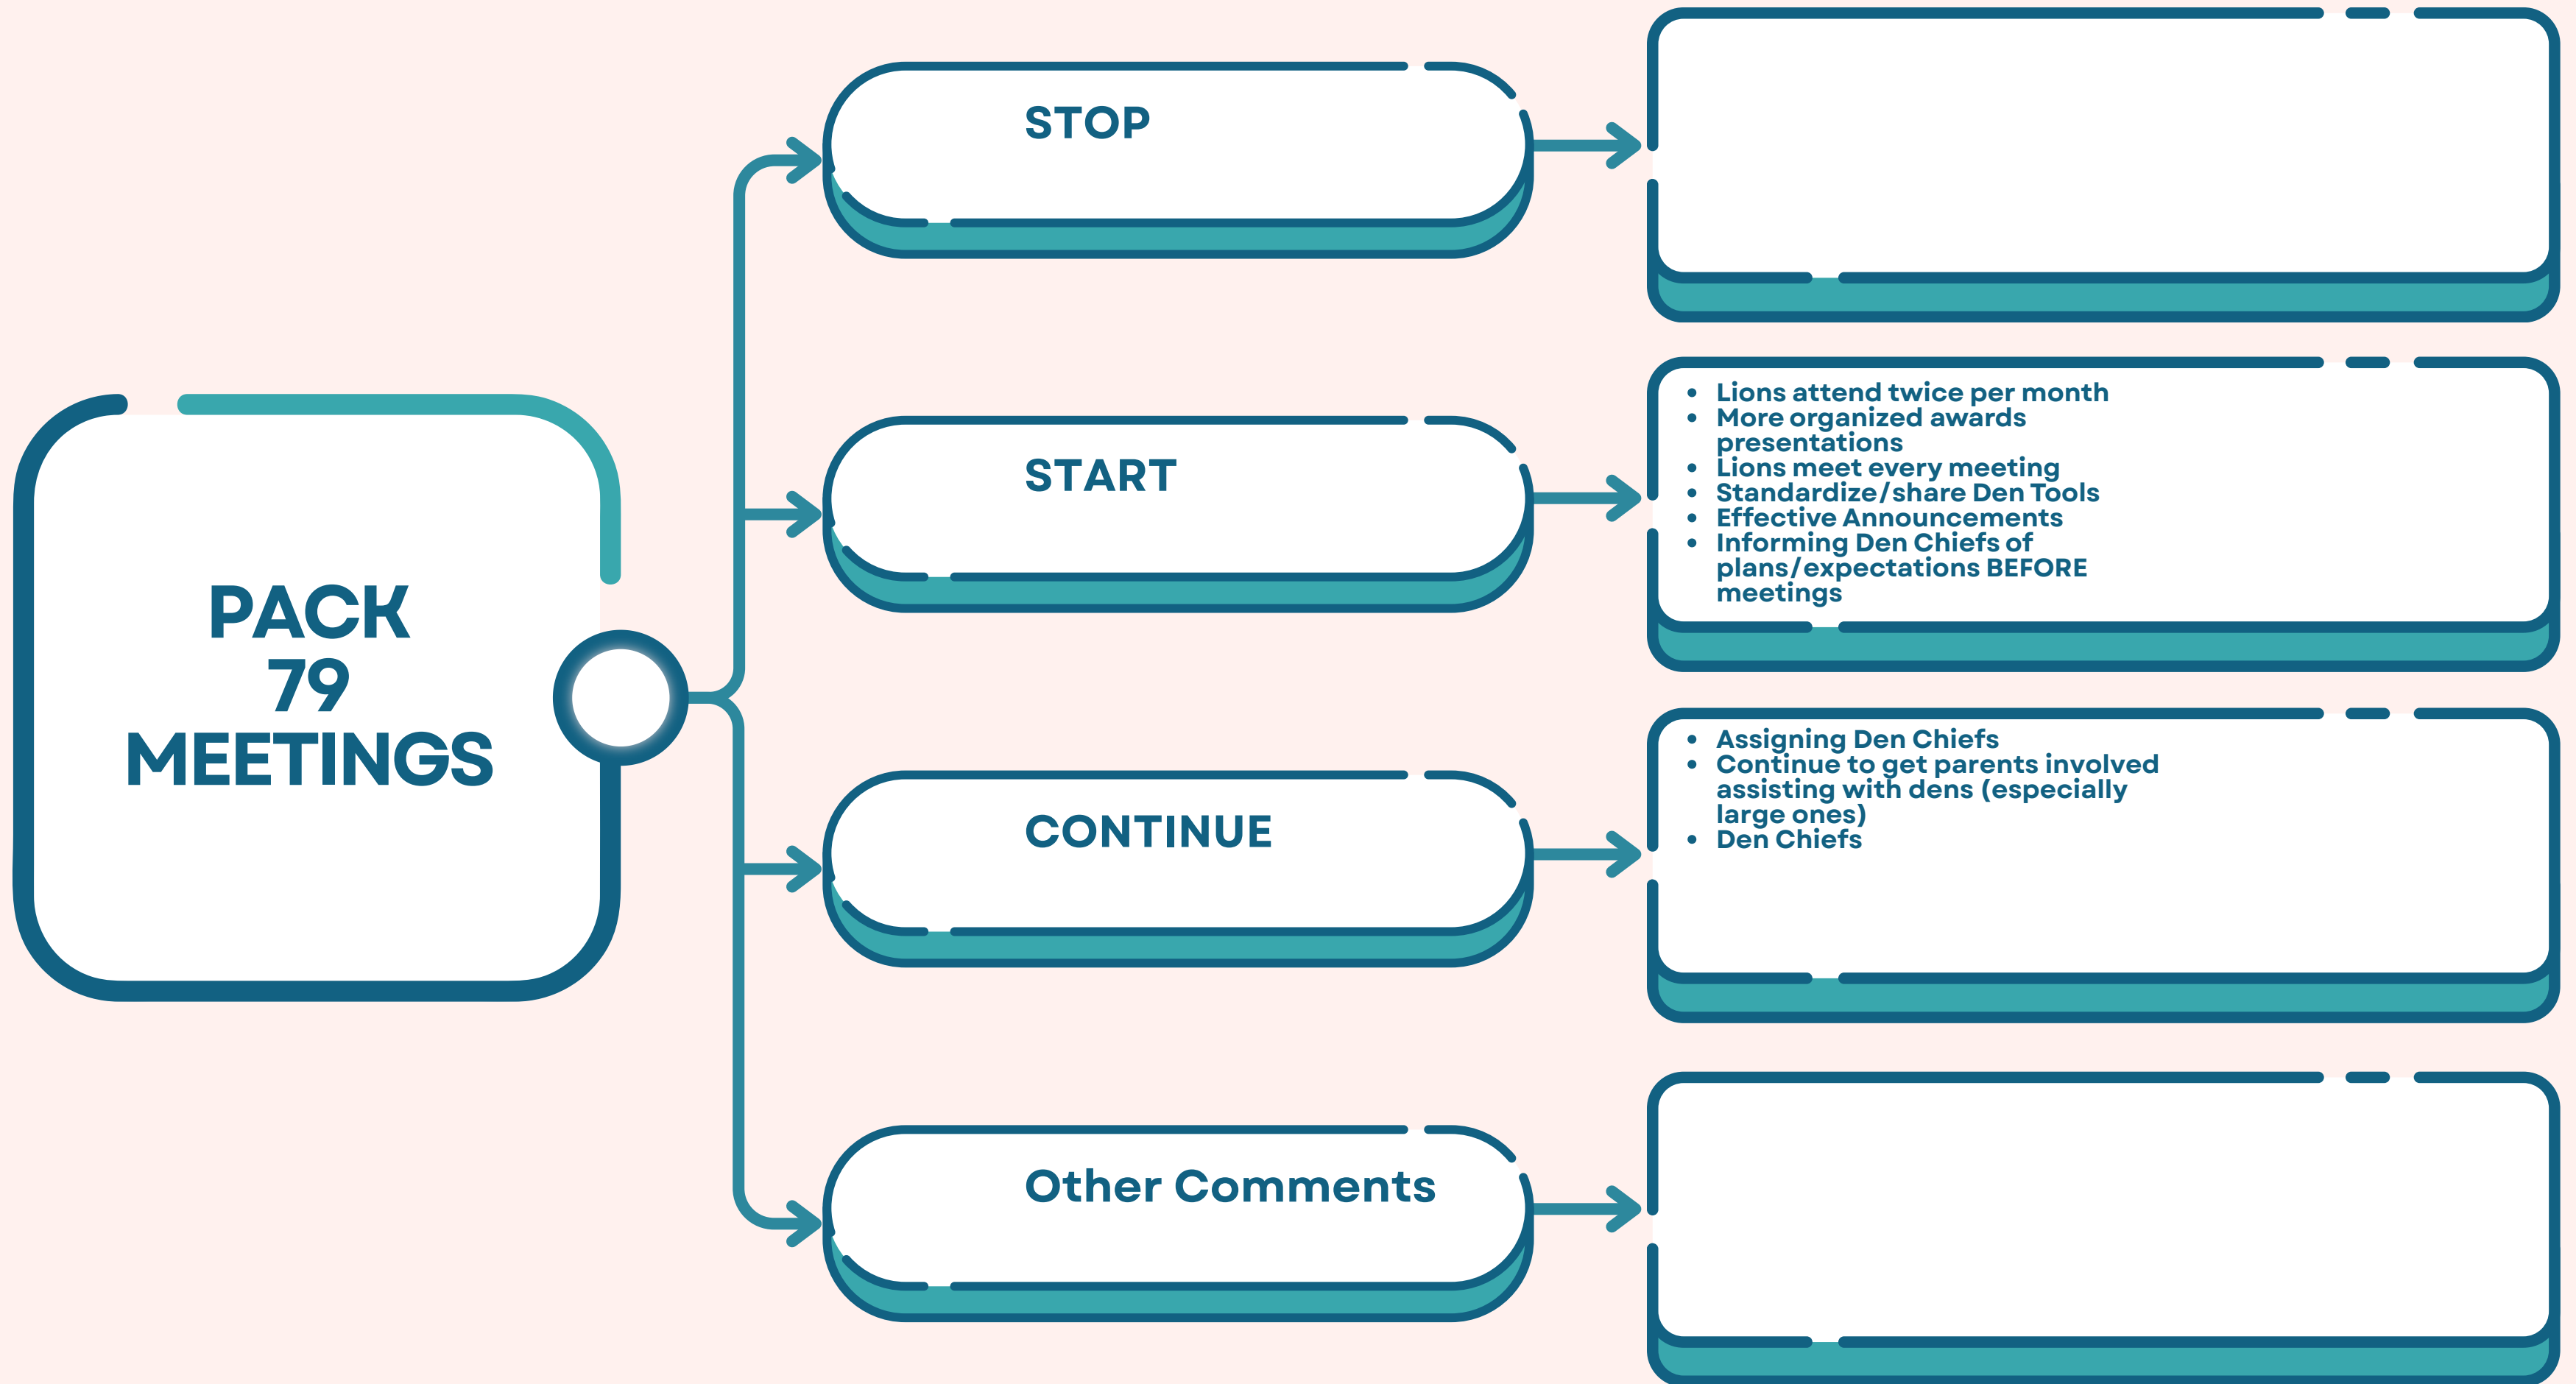 PACK
79
MEETINGS
STOP
START
• Lions attend twice per month
• More organized awards
presentations
• Lions meet every meeting
• Standardize/share Den Tools
• Effective Announcements
• Informing Den Chiefs of
plans/expectations BEFORE
meetings
CONTINUE
• Assigning Den Chiefs
• Continue to get parents involved
assisting with dens (especially
large ones)
• Den Chiefs
Other Comments